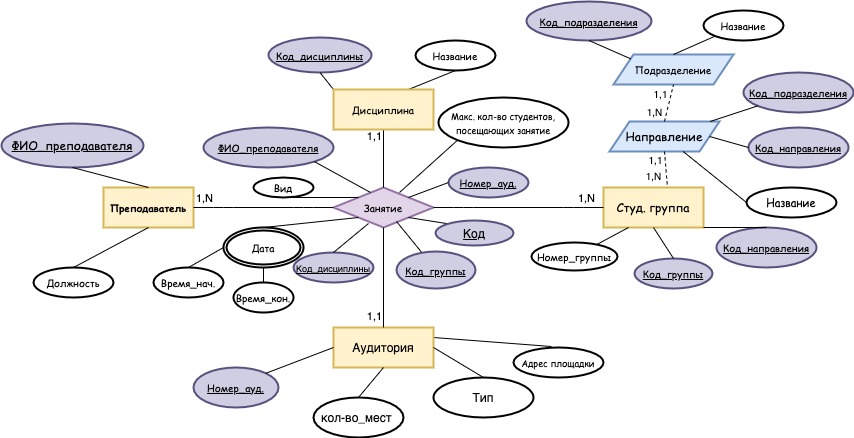 Код_подразделения
Название
Код_дисциплины
Название
Подразделение
1,1
Код_подразделения
Дисциплина
Макс. кол-во студентов,
посещающих занятие
1,N
Направление
1,1
ФИО_преподавателя
ФИО_преподавателя
Код_направления
1,1
Номер_ауд.
1,N
Вид
Преподаватель
1,N
Занятие
1,N
Студ. группа
Название
Код
Дата
Код_направления
Номер_группы
Код_дисциплины
Код_группы
Код_группы
Должность
Время_нач.
Время_кон.
1,1
Аудитория
Адрес площадки
Номер_ауд.
Тип
кол-во_мест